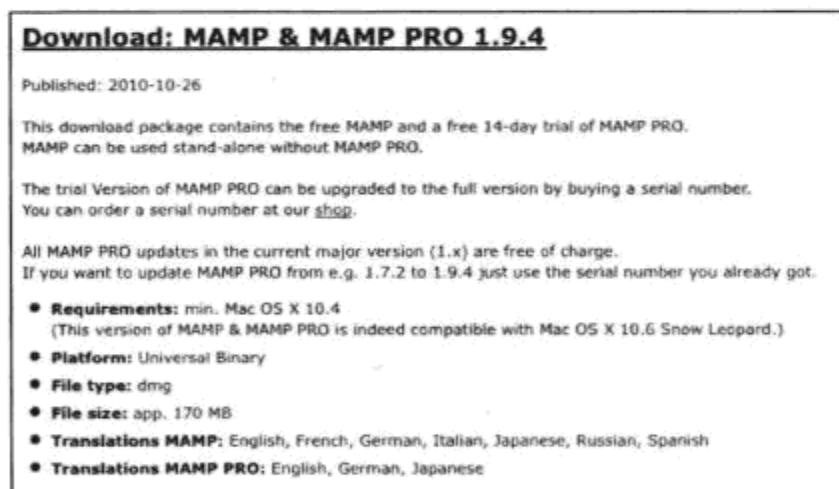 Download: MAMP & MAMP PRO 1.9.4
Published: 2010-10-26
This download package contains the free MAMP and a free 14-day trial of MAMP PRO.
MAMP can be used stand-alone without MAMP PRO.
The trial Version of MAMP PRO can be upgraded to the full version by buying a serial number.
You can order a serial number at our shop.
All MAMP PRO updates in the current major version (1.x) are free of charge.
If you want to update MAMP PRO from e.g. 1.7.2 to 1.9.4 just use the serial number you already got.
● Requirements: min. Mac OS X 10.4
(This version of MAMP & MAMP PRO is indeed compatible with Mac OS X 10.6 Snow Leopard.)
● Platform: Universal Binary
● File type: dmg
● File size: app. 170 MB
● Translations MAMP: English, French, German, Italian, Japanese, Russian, Spanish
● Translations MAMP PRO: English, German, Japanese